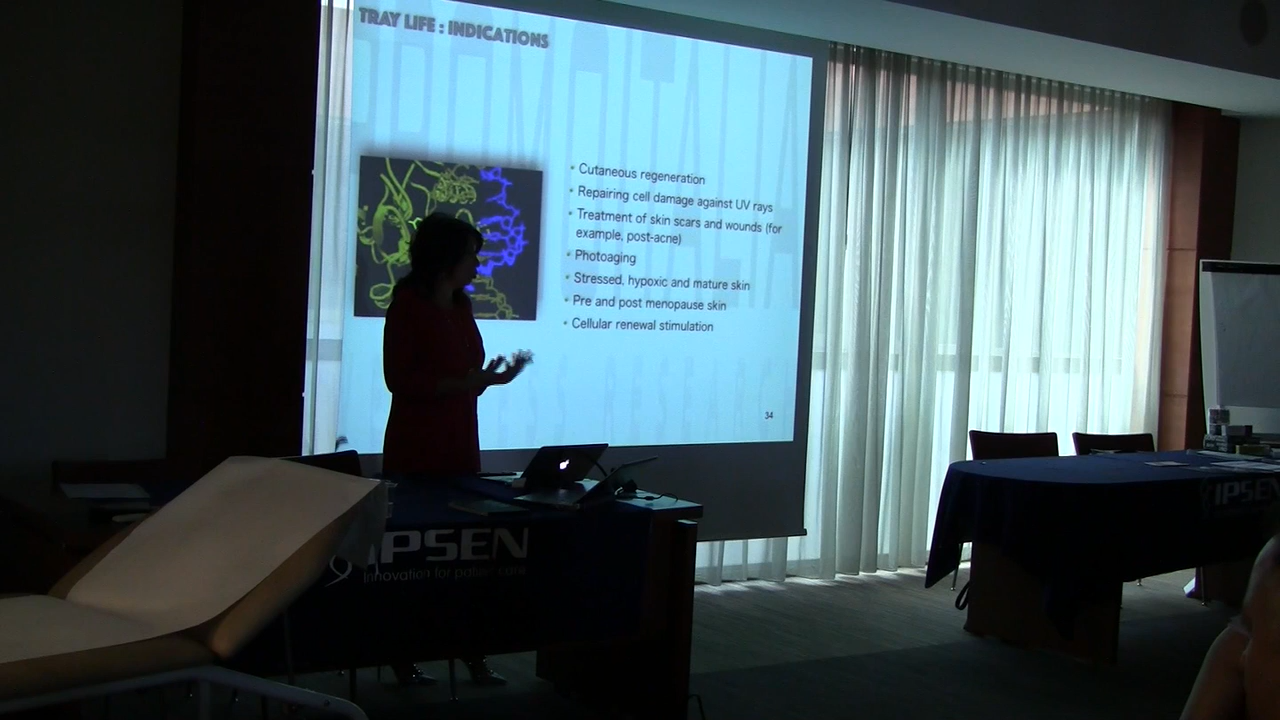 TRAY LIFE : INDICATIONS
• Cutaneous regeneration
• Repairing cell damage against UV rays
• Treatment of skin scars and wounds (for
example, post-acne)
• Photoaging
• Stressed, hypoxic and mature skin
• Pre and post menopause skin
• Cellular renewal stimulation
34
IPSEN
Innovation for patient care
IPSEN